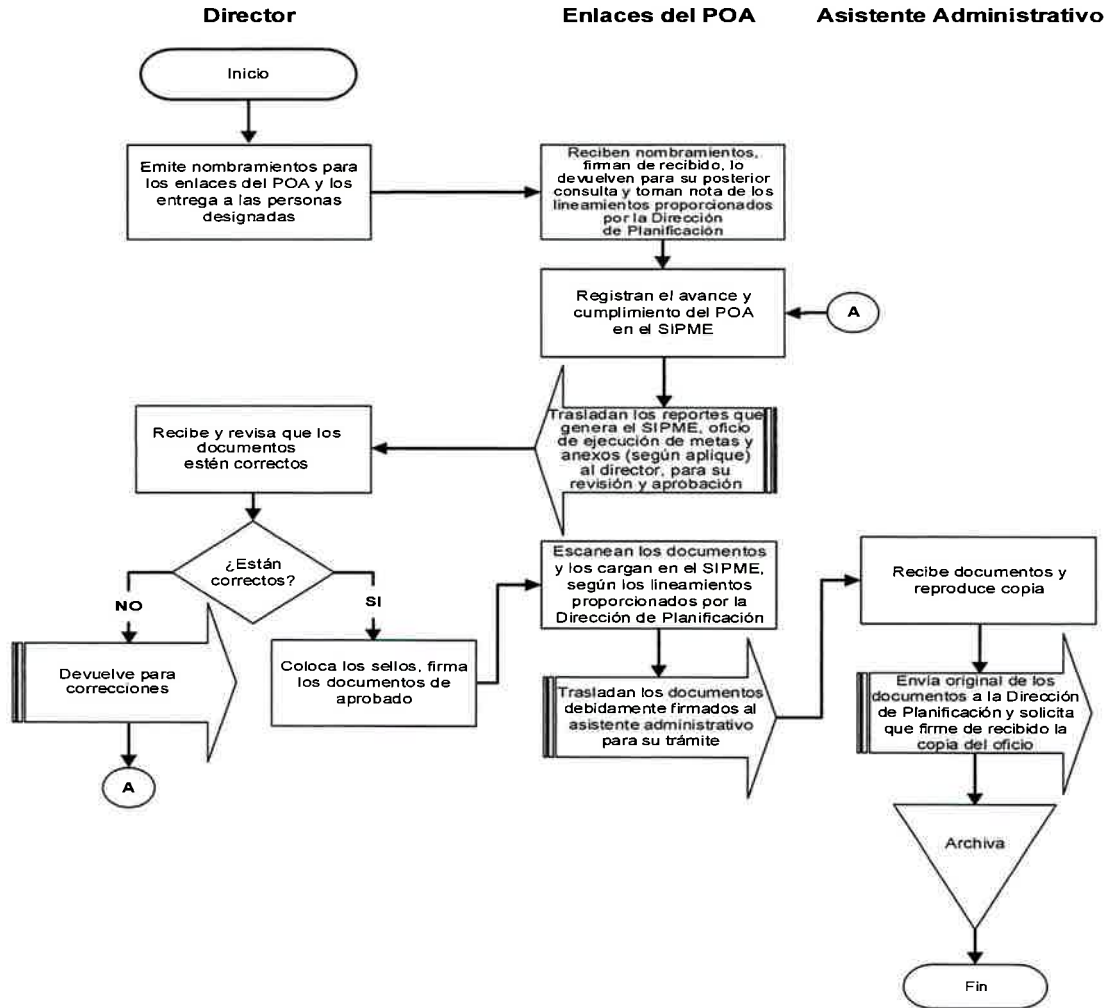 Director
Enlaces del POA
Asistente Administrativo
Inicio
Emite nombramientos para
los enlaces del POA y los
entrega a las personas
designadas
Reciben nombramientos,
firman de recibido, lo
devuelven para su posterior
consulta y toman nota de los
lineamientos proporcionados
por la Dirección
de Planificación
Registran el avance y
cumplimiento del POA
en el SIPME
A
Trasladan los reportes que
genera el SIPME, oficio
de ejecución de metas y
anexos (según aplique)
al director, para su
revisión y aprobación
Recibe y revisa que los
documentos
estén correctos
¿Están
correctos?
NO
SI
Devuelve para
correcciones
A
Coloca los sellos, firma
los documentos de
aprobado
Escanean los documentos
y los cargan en el SIPME,
según los lineamientos
proporcionados por la
Dirección de Planificación
Trasladan los documentos
debidamente firmados al
asistente administrativo
para su trámite
Recibe documentos y
reproduce copia
Envía original de los
documentos a la Dirección
de Planificación y solicita
que firme de recibido la
copia del oficio
Archiva
Fin